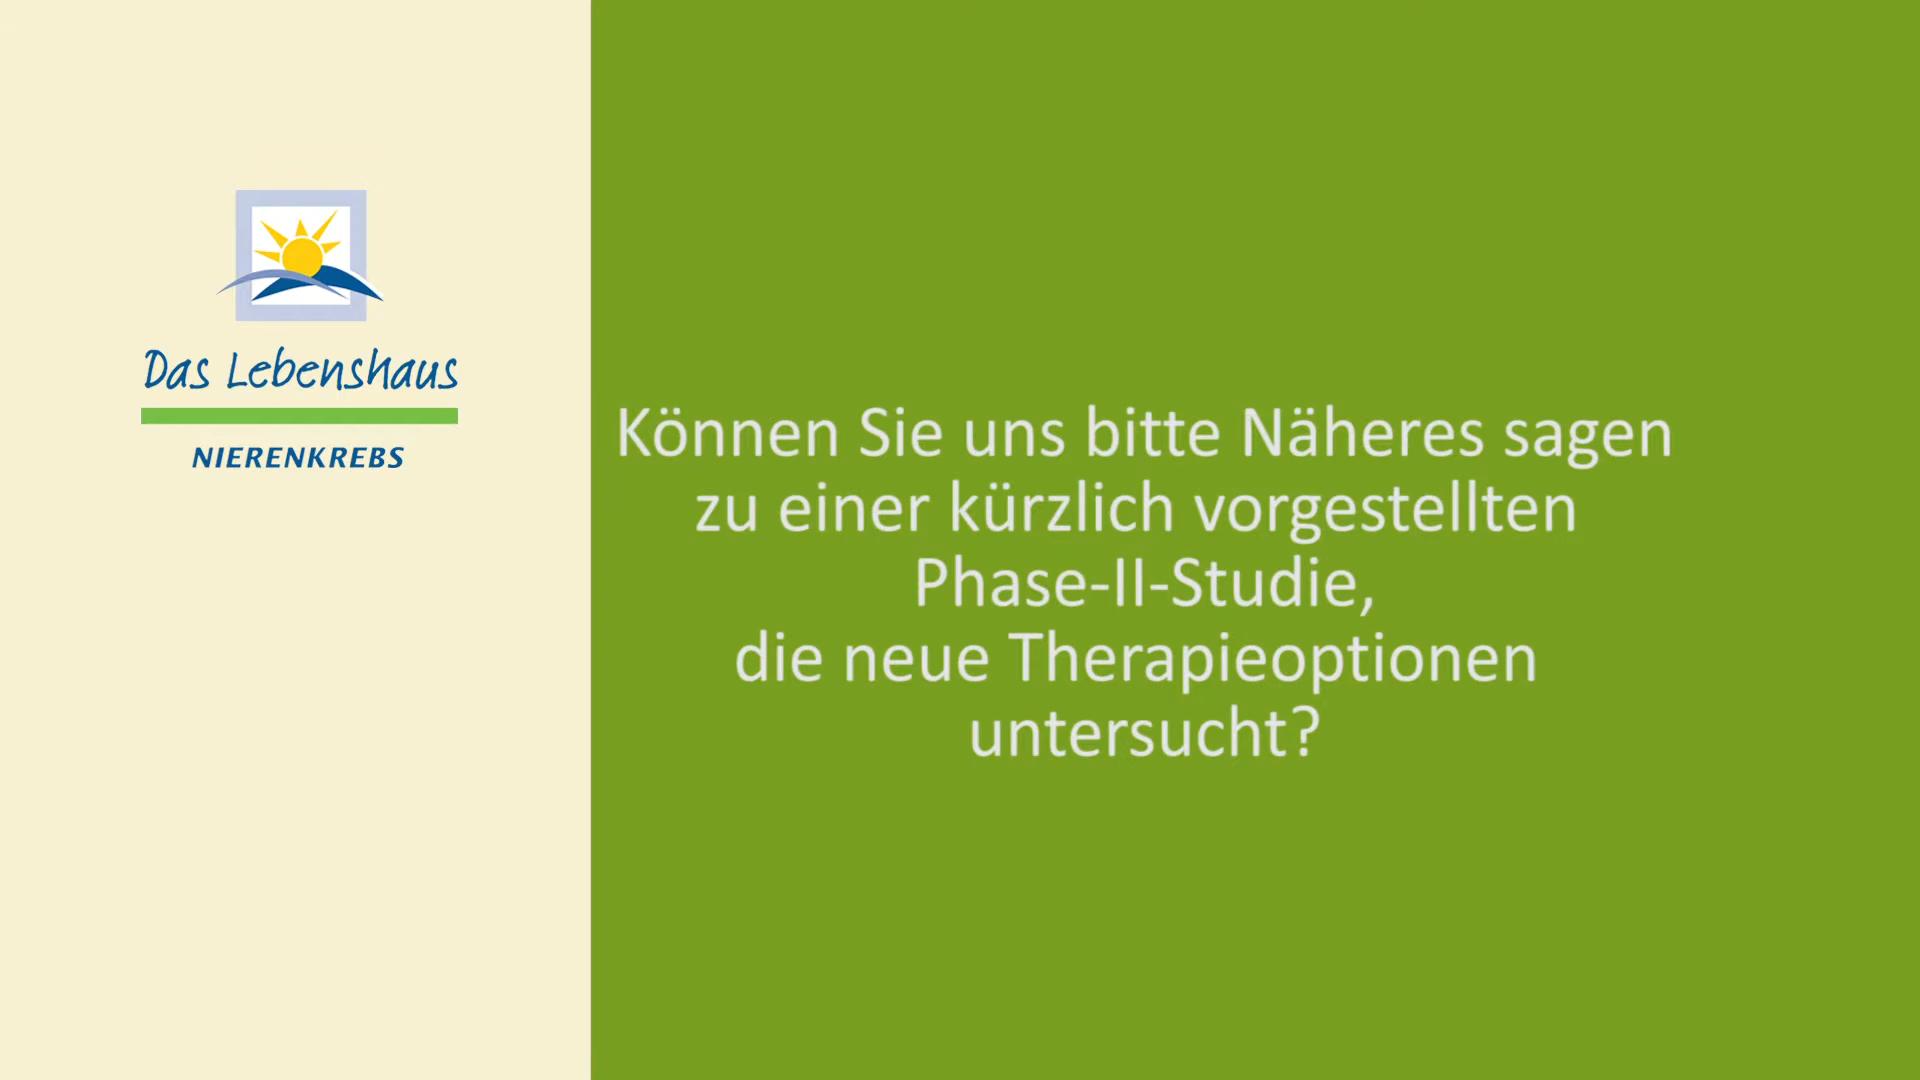 Das Lebenshaus
NIERENKREBS
Können Sie uns bitte Näheres sagen
zu einer kürzlich vorgestellten
Phase-II-Studie,
die neue Therapieoptionen
untersucht?